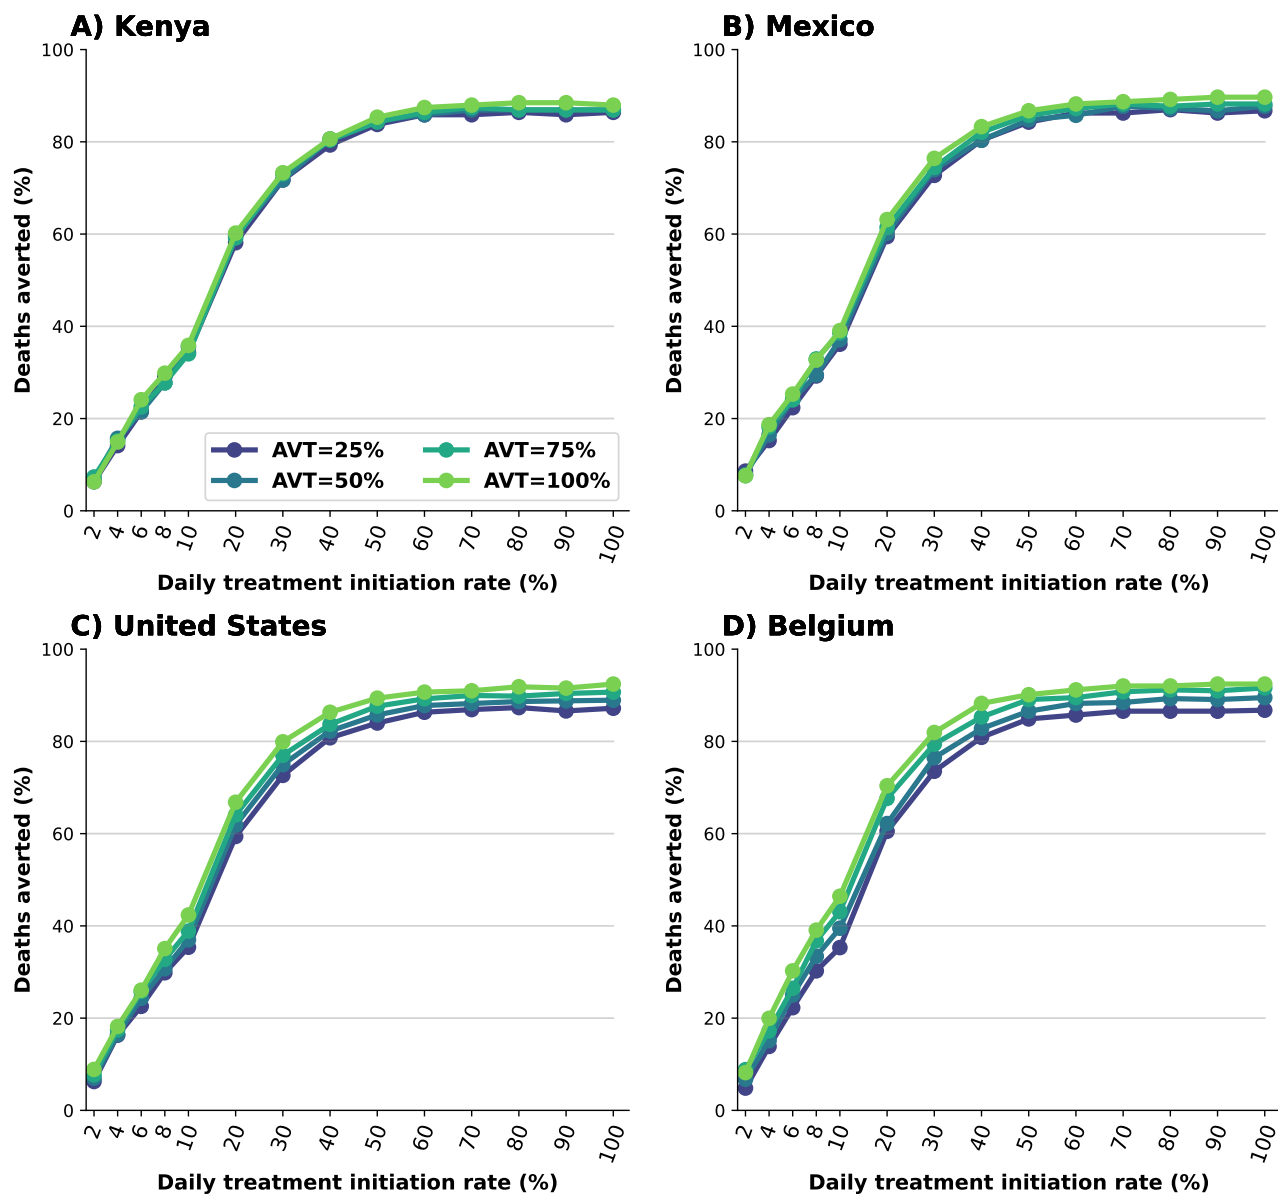 A) Kenya
Deaths averted (%)
100
80
60
40
20
0
AVT=25%
AVT=50%
AVT=75%
AVT=100%
2 4 6 8 10 20 30 40 50 60 70 80 90 100
Daily treatment initiation rate (%)
B) Mexico
Deaths averted (%)
100
80
60
40
20
0
2 4 6 8 10 20 30 40 50 60 70 80 90 100
Daily treatment initiation rate (%)
C) United States
Deaths averted (%)
100
80
60
40
20
0
2 4 6 8 10 20 30 40 50 60 70 80 90 100
Daily treatment initiation rate (%)
D) Belgium
Deaths averted (%)
100
80
60
40
20
0
2 4 6 8 10 20 30 40 50 60 70 80 90 100
Daily treatment initiation rate (%)